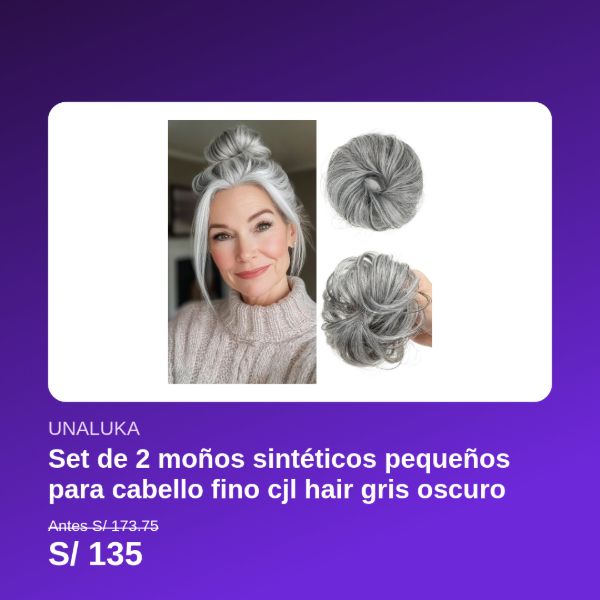 UNALUKA
Set de 2 moños sintéticos pequeños
para cabello fino cjl hair gris oscuro
Antes S/ 173.75
S/ 135